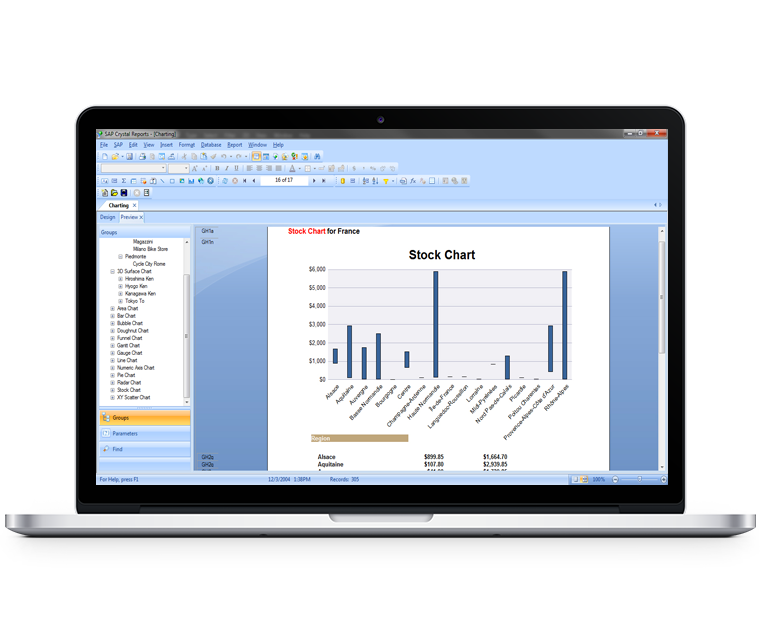 SAP Crystal Reports - [Charting]
File SAP Edit View Insert Format Database Report Window Help
16 of 17
Charting X
Design Preview X
Groups
Magazzini
Milano Bike Store
Piedmonte
Cycle City Rome
3D Surface Chart
Hiroshima Ken
Hyogo Ken
Kanagawa Ken
Tokyo To
Area Chart
Bar Chart
Bubble Chart
Doughnut Chart
Funnel Chart
Gantt Chart
Gauge Chart
Line Chart
Numeric Axis Chart
Pie Chart
Radar Chart
Stock Chart
XY Scatter Chart
Groups
Parameters
Find
GH1a
GH1n
Stock Chart for France
Stock Chart
$6,000
$5,000
$4,000
$3,000
$2,000
$1,000
$0
Alsace
Aquitaine
Auvergne
Basse Normandie
Bourgogne
Centre
Champagne-Ardenne
Haute Normandie
Ile-de-France
Languedoc-Roussillon
Lorraine
Midi-Pyrénées
Nord Pas-de-Calais
Picardie
Poitou Charentes
Provence-Alpes-Côte d'Azur
Rhône-Alpes
Region
GH2a
Alsace $899.85 $1,664.70
GH2a
Aquitaine $107.80 $2,939.85
For Help, press F1 12/3/2004 1:38PM Records: 305 100%